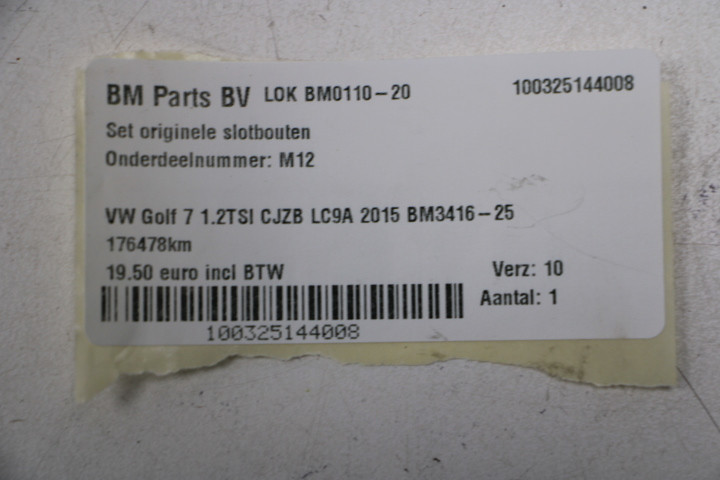 BM Parts BV LOK BM0110-20 100325144008
Set originele slotbouten
Onderdeelnummer: M12
VW Golf 7 1.2TSI CJZB LC9A 2015 BM3416-25
176478km
19.50 euro incl BTW Verz: 10
Aantal: 1
100325144008